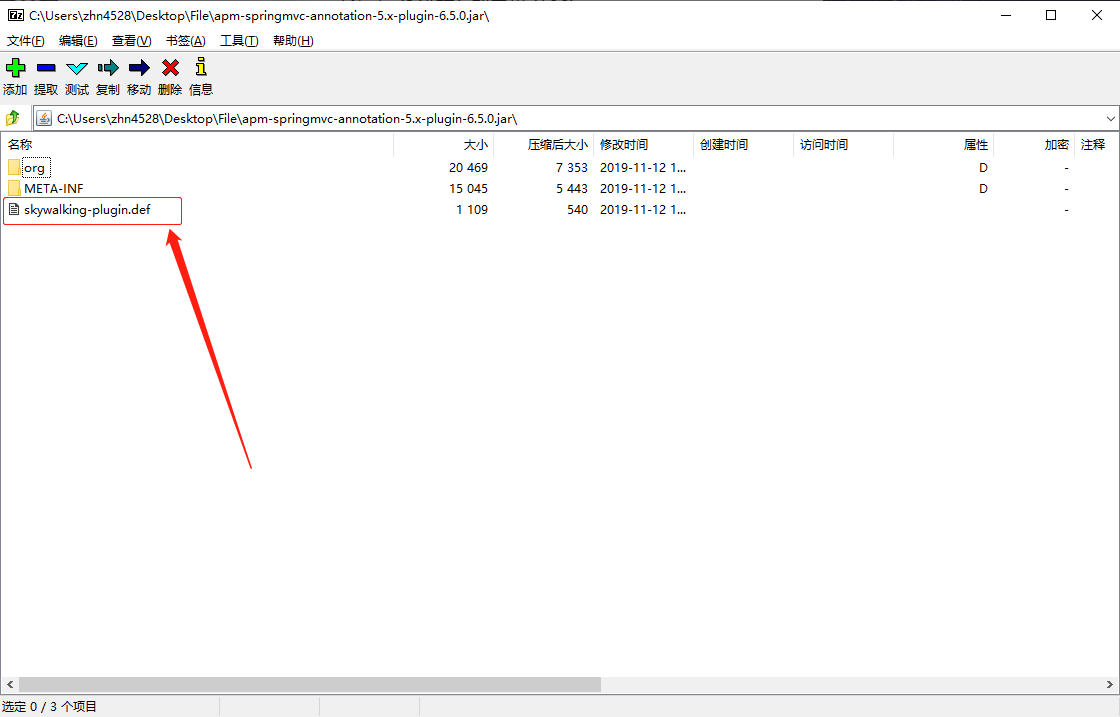 C:\Users\zhn4528\Desktop\File\apm-springmvc-annotation-5.x-plugin-6.5.0.jar\
文件(F) 编辑(E) 查看(V) 书签(A) 工具(T) 帮助(H)
添加 提取 测试 复制 移动 删除 信息
C:\Users\zhn4528\Desktop\File\apm-springmvc-annotation-5.x-plugin-6.5.0.jar\
名称 大小 压缩后大小 修改时间 创建时间 访问时间 属性 加密 注释
org 20 469 7 353 2019-11-12 1... D -
META-INF 15 045 5 443 2019-11-12 1... D -
skywalking-plugin.def 1 109 540 2019-11-12 1... -
选定 0 / 3 个项目